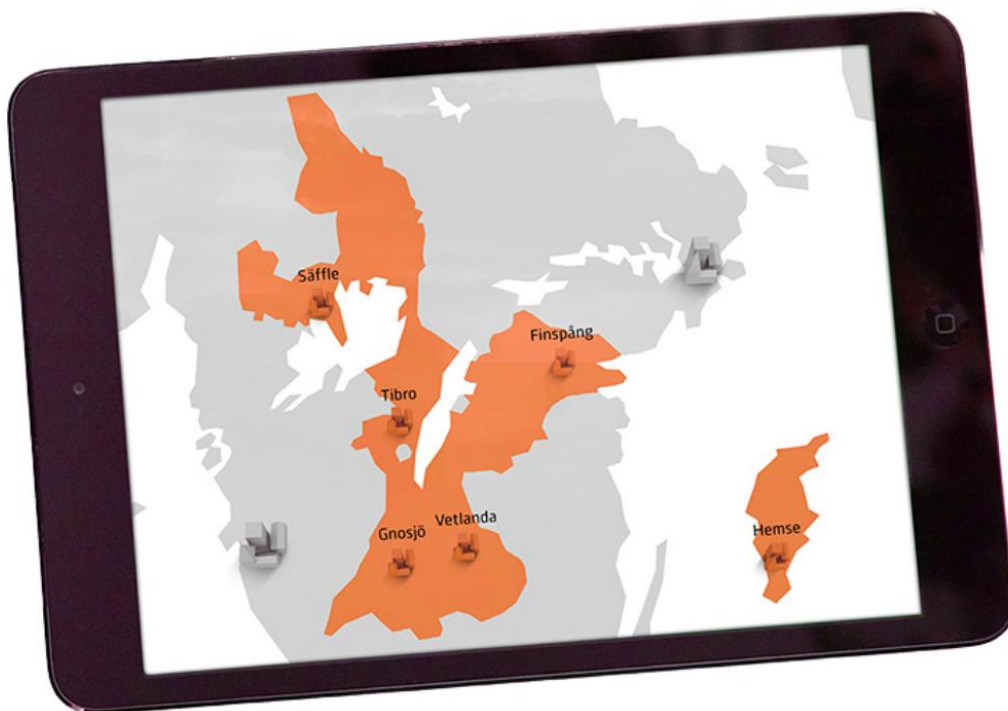 Säffle
Finspång
Tibro
Vetlanda
Gnosjö
Hemse